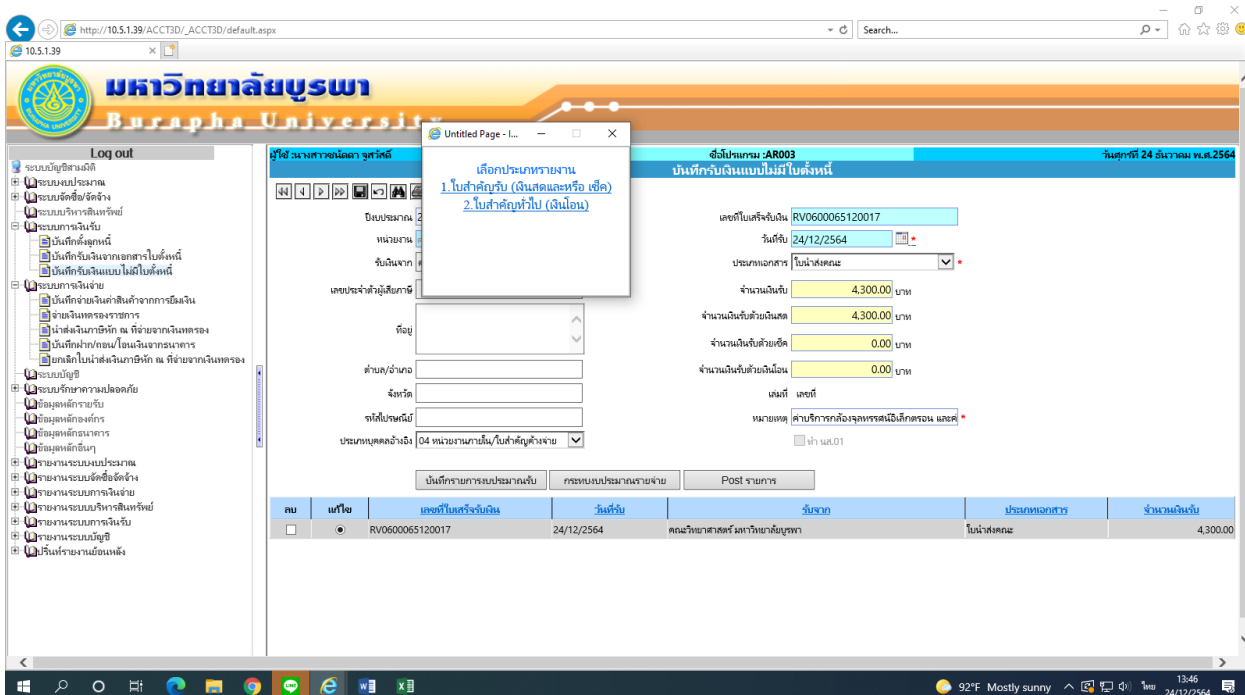 http://10.5.1.39/ACCT3D/_ACCT3D/default.aspx
Search...
10.5.1.39
มหาวิทยาลัยบูรพา
Burapha University
Log out
ระบบบัญชีสามมิติ
ระบบงบประมาณ
ระบบจัดซื้อ/จัดจ้าง
ระบบบริหารสินทรัพย์
ระบบการเงินรับ
บันทึกตั้งลูกหนี้
บันทึกรับเงินจากเอกสารใบตั้งหนี้
บันทึกรับเงินแบบไม่มีใบตั้งหนี้
ระบบการเงินจ่าย
บันทึกจ่ายเงินค่าสินค้าจากการยืมเงิน
จ่ายเงินทดรองราชการ
นำส่งเงินภาษีหัก ณ ที่จ่ายจากเงินทดรอง
บันทึกฝาก/ถอน/โอนเงินจากธนาคาร
ยกเลิกใบนำส่งเงินภาษีหัก ณ ที่จ่ายจากเงินทดรอง
ระบบบัญชี
ระบบรักษาความปลอดภัย
ข้อมูลหลักรายรับ
ข้อมูลหลักองค์กร
ข้อมูลหลักธนาคาร
ข้อมูลหลักอื่นๆ
รายงานระบบงบประมาณ
รายงานระบบจัดซื้อจัดจ้าง
รายงานระบบการเงินจ่าย
รายงานระบบบริหารสินทรัพย์
รายงานระบบการเงินรับ
รายงานระบบบัญชี
ปริ้นท์รายงานย้อนหลัง
ผู้ใช้ :นางสาวชนัดดา จูสวัสดิ์
ชื่อโปรแกรม :AR003
วันศุกร์ที่ 24 ธันวาคม พ.ศ.2564
บันทึกรับเงินแบบไม่มีใบตั้งหนี้
Untitled Page - I...
เลือกประเภทรายงาน
1.ใบสำคัญรับ (เงินสดและหรือ เช็ค)
2.ใบสำคัญทั่วไป (เงินโอน)
ปีงบประมาณ 2
เลขที่ใบเสร็จรับเงิน RV0600065120017
หน่วยงาน
วันที่รับ 24/12/2564 *
รับเงินจาก
ประเภทเอกสาร ใบนำส่งคณะ *
เลขประจำตัวผู้เสียภาษี
จำนวนเงินรับ 4,300.00 บาท
ที่อยู่
จำนวนเงินรับด้วยเงินสด 4,300.00 บาท
จำนวนเงินรับด้วยเช็ค 0.00 บาท
ตำบล/อำเภอ
จำนวนเงินรับด้วยเงินโอน 0.00 บาท
จังหวัด
เล่มที่ เลขที่
รหัสไปรษณีย์
หมายเหตุ ค่าบริการกล้องจุลทรรศน์อิเล็กตรอน และค่ *
ประเภทบุคคลอ้างอิง 04 หน่วยงานภายใน/ใบสำคัญค้างจ่าย
ทำ นส.01
บันทึกรายการงบประมาณรับ กระทบงบประมาณรายจ่าย Post รายการ
ลบ แก้ไข เลขที่ใบเสร็จรับเงิน วันที่รับ รับจาก ประเภทเอกสาร จำนวนเงินรับ
RV0600065120017 24/12/2564 คณะวิทยาศาสตร์ มหาวิทยาลัยบูรพา ใบนำส่งคณะ 4,300.00
92°F Mostly sunny
ไทย
13:46
24/12/2564